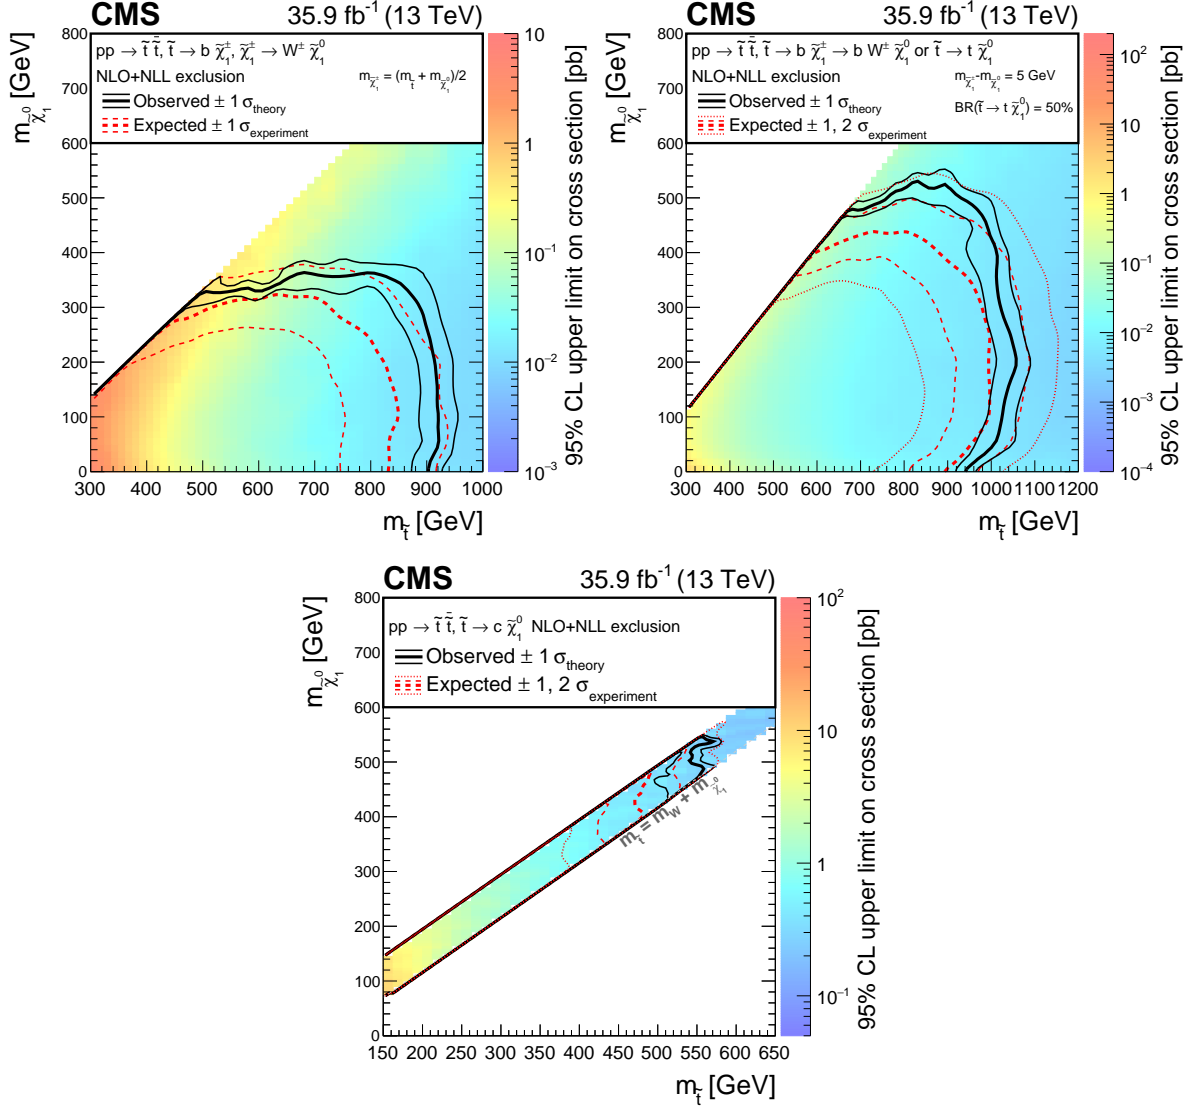 CMS 35.9 fb⁻¹ (13 TeV)
pp → t̃ t̃̄, t̃ → b χ̃₁±, χ̃₁± → W± χ̃₁⁰
NLO+NLL exclusion m_χ̃₁± = (m_t̃ + m_χ̃₁⁰)/2
Observed ± 1 σ_theory
Expected ± 1 σ_experiment
m_χ̃₁⁰ [GeV]
800
700
600
500
400
300
200
100
0
300 400 500 600 700 800 900 1000
m_t̃ [GeV]
10
1
10⁻¹
10⁻²
10⁻³
95% CL upper limit on cross section [pb]
CMS 35.9 fb⁻¹ (13 TeV)
pp → t̃ t̃̄, t̃ → b χ̃₁± → b W± χ̃₁⁰ or t̃ → t χ̃₁⁰
NLO+NLL exclusion m_χ̃₁±-m_χ̃₁⁰ = 5 GeV
Observed ± 1 σ_theory BR(t̃ → t χ̃₁⁰) = 50%
Expected ± 1, 2 σ_experiment
m_χ̃₁⁰ [GeV]
800
700
600
500
400
300
200
100
0
300 400 500 600 700 800 900 1000 1100 1200
m_t̃ [GeV]
10²
10
1
10⁻¹
10⁻²
10⁻³
10⁻⁴
95% CL upper limit on cross section [pb]
CMS 35.9 fb⁻¹ (13 TeV)
pp → t̃ t̃̄, t̃ → c χ̃₁⁰ NLO+NLL exclusion
Observed ± 1 σ_theory
Expected ± 1, 2 σ_experiment
m_χ̃₁⁰ [GeV]
800
700
600
500
400
300
200
100
0
m_t̃ = m_W + m_χ̃₁⁰
150 200 250 300 350 400 450 500 550 600 650
m_t̃ [GeV]
10²
10
1
10⁻¹
95% CL upper limit on cross section [pb]